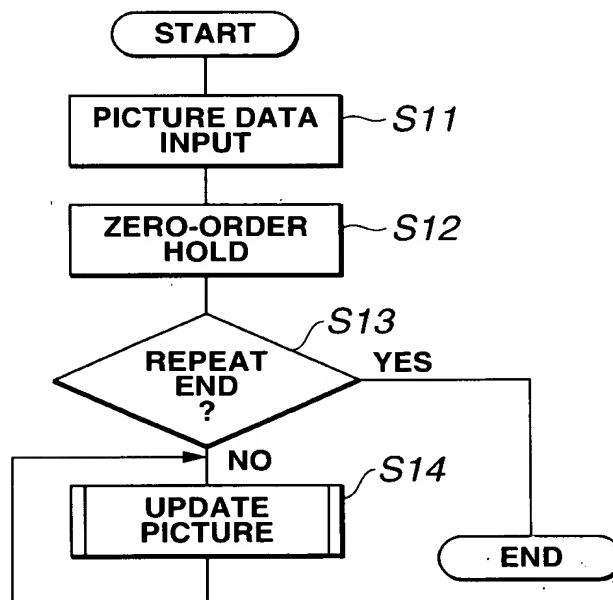 START
PICTURE DATA
INPUT
S11
ZERO-ORDER
HOLD
S12
S13
REPEAT
END
?
YES
NO
S14
UPDATE
PICTURE
END